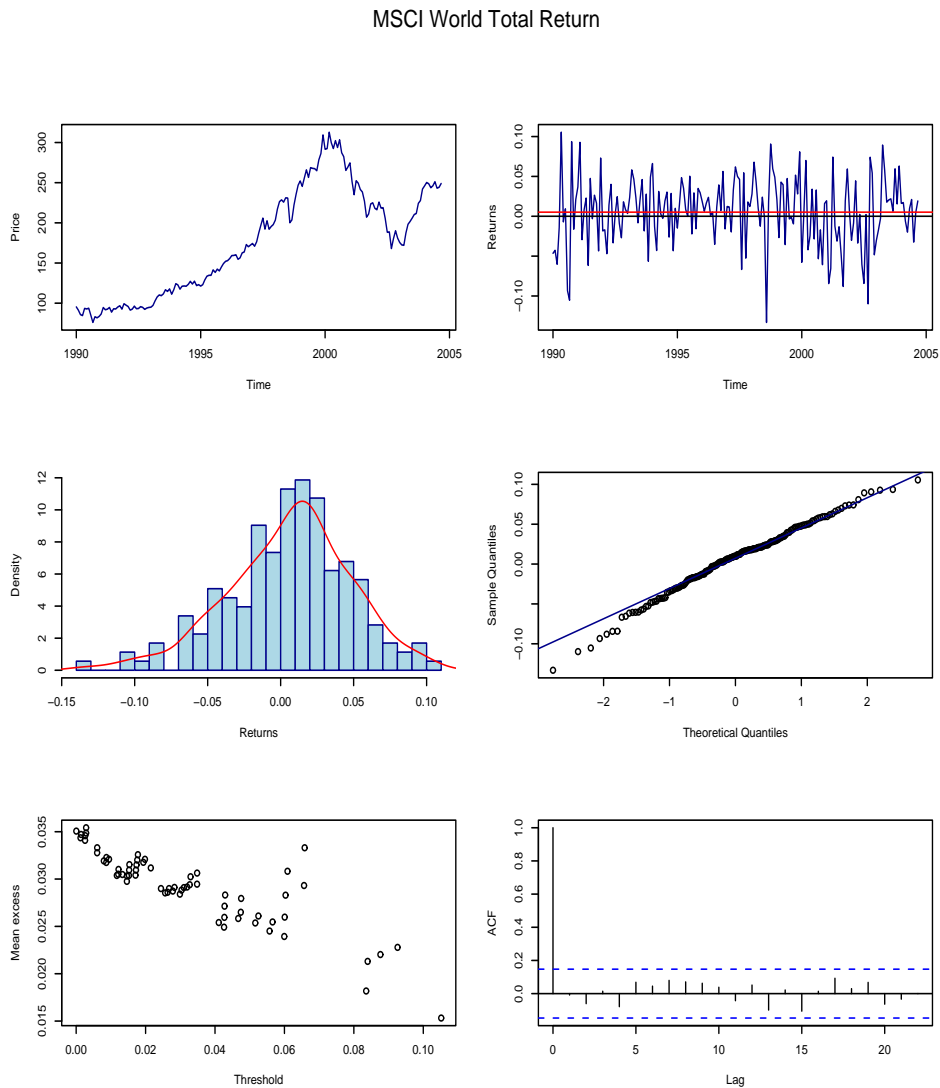 MSCI World Total Return
100 150 200 250 300
Price
1990 1995 2000 2005
Time
−0.10 0.00 0.05 0.10
Returns
1990 1995 2000 2005
Time
0 2 4 6 8 10 12
Density
−0.15 −0.10 −0.05 0.00 0.05 0.10
Returns
−0.10 0.00 0.05 0.10
Sample Quantiles
−2 −1 0 1 2
Theoretical Quantiles
0.015 0.020 0.025 0.030 0.035
Mean excess
0.00 0.02 0.04 0.06 0.08 0.10
Threshold
0.0 0.2 0.4 0.6 0.8 1.0
ACF
0 5 10 15 20
Lag